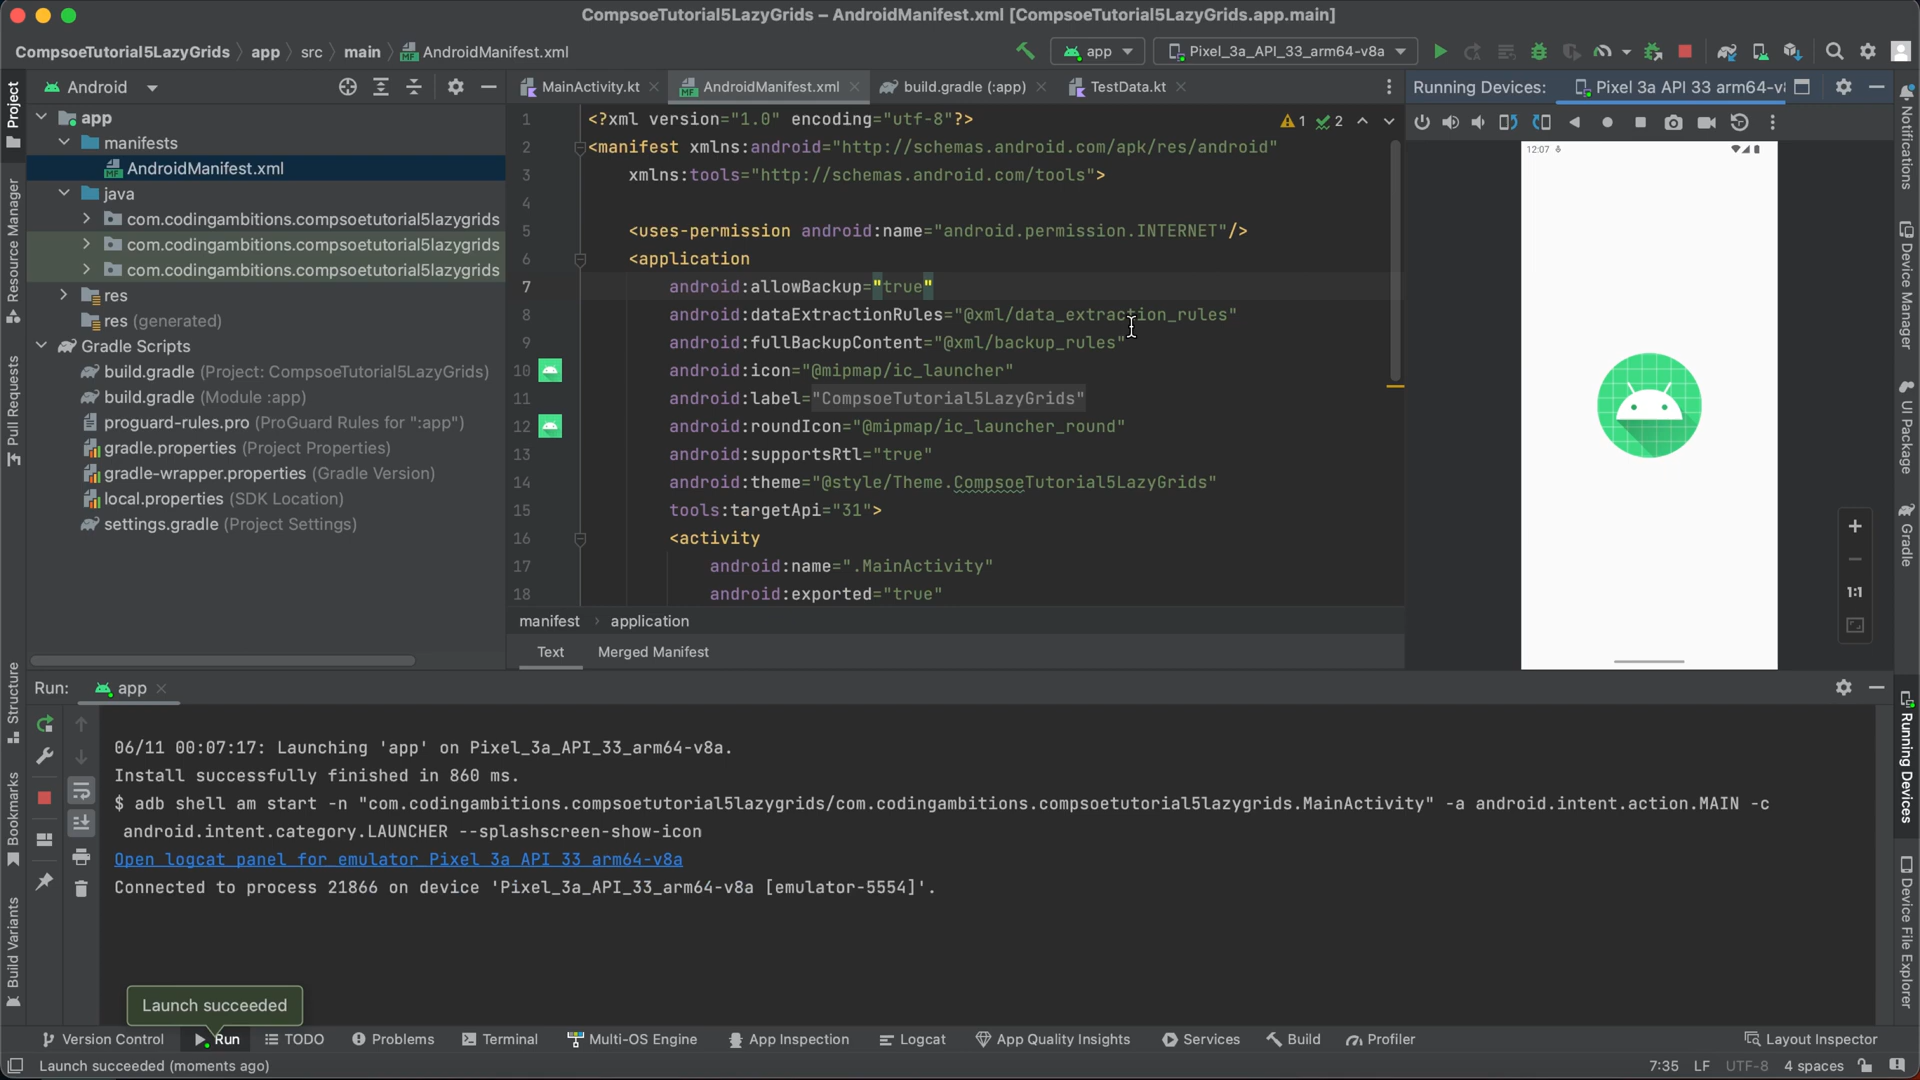 CompsoeTutorial5LazyGrids – AndroidManifest.xml [CompsoeTutorial5LazyGrids.app.main]
CompsoeTutorial5LazyGrids app src main AndroidManifest.xml
app Pixel_3a_API_33_arm64-v8a
Android
MainActivity.kt AndroidManifest.xml build.gradle (:app) TestData.kt
Running Devices: Pixel 3a API 33 arm64-v
Project
Resource Manager
Pull Requests
Structure
Bookmarks
Build Variants
app
manifests
AndroidManifest.xml
java
com.codingambitions.compsoetutorial5lazygrids
com.codingambitions.compsoetutorial5lazygrids
com.codingambitions.compsoetutorial5lazygrids
res
res (generated)
Gradle Scripts
build.gradle (Project: CompsoeTutorial5LazyGrids)
build.gradle (Module :app)
proguard-rules.pro (ProGuard Rules for ":app")
gradle.properties (Project Properties)
gradle-wrapper.properties (Gradle Version)
local.properties (SDK Location)
settings.gradle (Project Settings)
1 <?xml version="1.0" encoding="utf-8"?>
1 2
2 <manifest xmlns:android="http://schemas.android.com/apk/res/android"
3 xmlns:tools="http://schemas.android.com/tools">
4
5 <uses-permission android:name="android.permission.INTERNET"/>
6 <application
7 android:allowBackup="true"
8 android:dataExtractionRules="@xml/data_extraction_rules"
9 android:fullBackupContent="@xml/backup_rules"
10 android:icon="@mipmap/ic_launcher"
11 android:label="CompsoeTutorial5LazyGrids"
12 android:roundIcon="@mipmap/ic_launcher_round"
13 android:supportsRtl="true"
14 android:theme="@style/Theme.CompsoeTutorial5LazyGrids"
15 tools:targetApi="31">
16 <activity
17 android:name=".MainActivity"
18 android:exported="true"
manifest application
Text Merged Manifest
12:07
1:1
Notifications
Device Manager
UI Package
Gradle
Running Devices
Device File Explorer
Run: app
06/11 00:07:17: Launching 'app' on Pixel_3a_API_33_arm64-v8a.
Install successfully finished in 860 ms.
$ adb shell am start -n "com.codingambitions.compsoetutorial5lazygrids/com.codingambitions.compsoetutorial5lazygrids.MainActivity" -a android.intent.action.MAIN -c
android.intent.category.LAUNCHER --splashscreen-show-icon
Open logcat panel for emulator Pixel 3a API 33 arm64-v8a
Connected to process 21866 on device 'Pixel_3a_API_33_arm64-v8a [emulator-5554]'.
Launch succeeded
Version Control Run TODO Problems Terminal Multi-OS Engine App Inspection Logcat App Quality Insights Services Build Profiler Layout Inspector
Launch succeeded (moments ago) 7:35 LF UTF-8 4 spaces